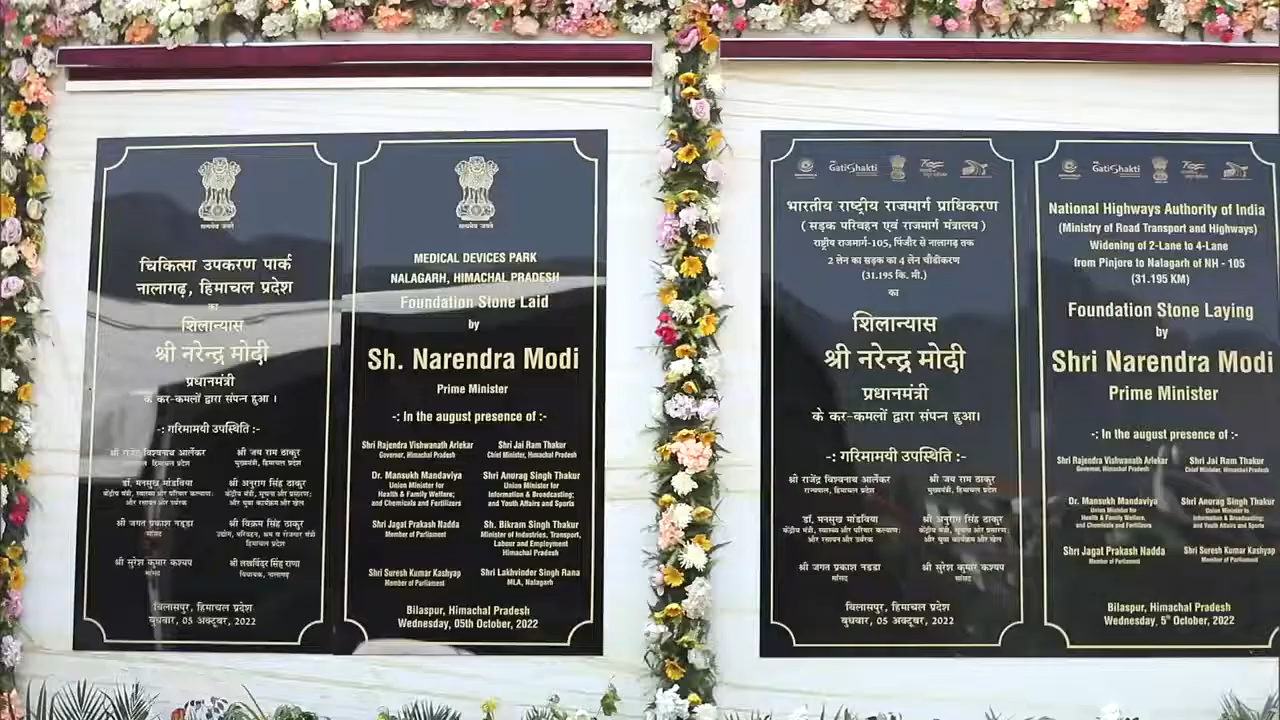 सत्यमेव जयते
चिकित्सा उपकरण पार्क
नालागढ़, हिमाचल प्रदेश
का
शिलान्यास
श्री नरेन्द्र मोदी
प्रधानमंत्री
के कर-कमलों द्वारा संपन्न हुआ ।
-: गरिमामयी उपस्थिति :-
श्री राजेंद्र विश्वनाथ आर्लेकर
राज्यपाल, हिमाचल प्रदेश
श्री जय राम ठाकुर
मुख्यमंत्री, हिमाचल प्रदेश
डॉ. मनसुख मांडविया
केंद्रीय मंत्री, स्वास्थ्य और परिवार कल्याण;
और रसायन और उर्वरक
श्री अनुराग सिंह ठाकुर
केंद्रीय मंत्री, सूचना और प्रसारण;
और युवा कार्यक्रम और खेल
श्री जगत प्रकाश नड्डा
सांसद
श्री विक्रम सिंह ठाकुर
उद्योग, परिवहन, श्रम व रोजगार मंत्री
हिमाचल प्रदेश
श्री सुरेश कुमार कश्यप
सांसद
श्री लखविंदर सिंह राणा
विधायक, नालागढ़
बिलासपुर, हिमाचल प्रदेश
बुधवार, 05 अक्टूबर, 2022
सत्यमेव जयते
MEDICAL DEVICES PARK
NALAGARH, HIMACHAL PRADESH
Foundation Stone Laid
by
Sh. Narendra Modi
Prime Minister
-: In the august presence of :-
Shri Rajendra Vishwanath Arlekar
Governor, Himachal Pradesh
Shri Jai Ram Thakur
Chief Minister, Himachal Pradesh
Dr. Mansukh Mandaviya
Union Minister for
Health & Family Welfare;
and Chemicals and Fertilizers
Shri Anurag Singh Thakur
Union Minister for
Information & Broadcasting;
and Youth Affairs and Sports
Shri Jagat Prakash Nadda
Member of Parliament
Sh. Bikram Singh Thakur
Minister of Industries, Transport,
Labour and Employment
Himachal Pradesh
Shri Suresh Kumar Kashyap
Member of Parliament
Shri Lakhvinder Singh Rana
MLA, Nalagarh
Bilaspur, Himachal Pradesh
Wednesday, 05th October, 2022
GatiShakti
भारतीय राष्ट्रीय राजमार्ग प्राधिकरण
( सड़क परिवहन एवं राजमार्ग मंत्रालय )
राष्ट्रीय राजमार्ग-105, पिंजौर से नालागढ़ तक
2 लेन का सड़क का 4 लेन चौड़ीकरण
(31.195 कि. मी.)
का
शिलान्यास
श्री नरेन्द्र मोदी
प्रधानमंत्री
के कर-कमलों द्वारा संपन्न हुआ।
-: गरिमामयी उपस्थिति :-
श्री राजेंद्र विश्वनाथ आर्लेकर
राज्यपाल, हिमाचल प्रदेश
श्री जय राम ठाकुर
मुख्यमंत्री, हिमाचल प्रदेश
डॉ. मनसुख मांडविया
केंद्रीय मंत्री, स्वास्थ्य और परिवार कल्याण;
और रसायन और उर्वरक
श्री अनुराग सिंह ठाकुर
केंद्रीय मंत्री, सूचना और प्रसारण;
और युवा कार्यक्रम और खेल
श्री जगत प्रकाश नड्डा
सांसद
श्री सुरेश कुमार कश्यप
सांसद
बिलासपुर, हिमाचल प्रदेश
बुधवार, 05 अक्टूबर, 2022
GatiShakti
National Highways Authority of India
(Ministry of Road Transport and Highways)
Widening of 2-Lane to 4-Lane
from Pinjore to Nalagarh of NH - 105
(31.195 KM)
Foundation Stone Laying
by
Shri Narendra Modi
Prime Minister
-: In the august presence of :-
Shri Rajendra Vishwanath Arlekar
Governor, Himachal Pradesh
Shri Jai Ram Thakur
Chief Minister, Himachal Pradesh
Dr. Mansukh Mandaviya
Union Minister for
Health & Family Welfare,
and Chemicals and Fertilizers
Shri Anurag Singh Thakur
Union Minister for
Information & Broadcasting;
and Youth Affairs and Sports
Shri Jagat Prakash Nadda
Member of Parliament
Shri Suresh Kumar Kashyap
Member of Parliament
Bilaspur, Himachal Pradesh
Wednesday, 5th October, 2022